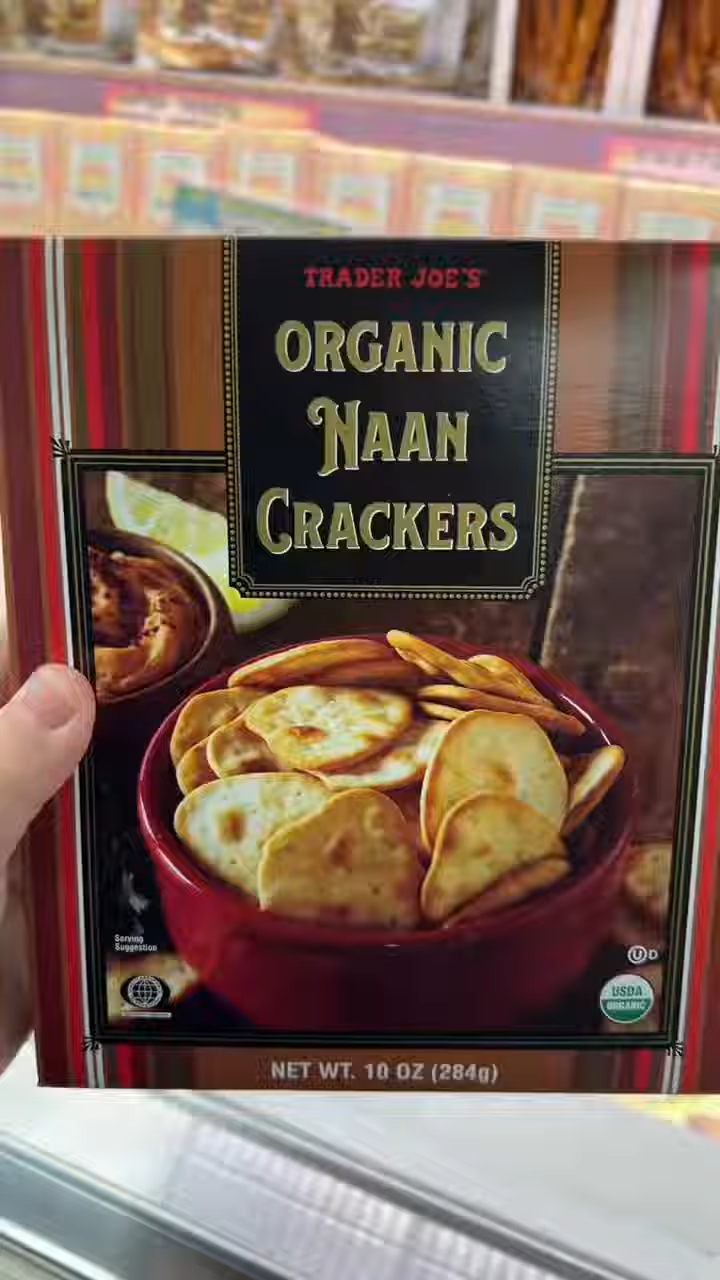 TRADER JOE'S
ORGANIC
NAAN
CRACKERS
Serving
Suggestion
U D
USDA
ORGANIC
NET WT. 10 OZ (284g)